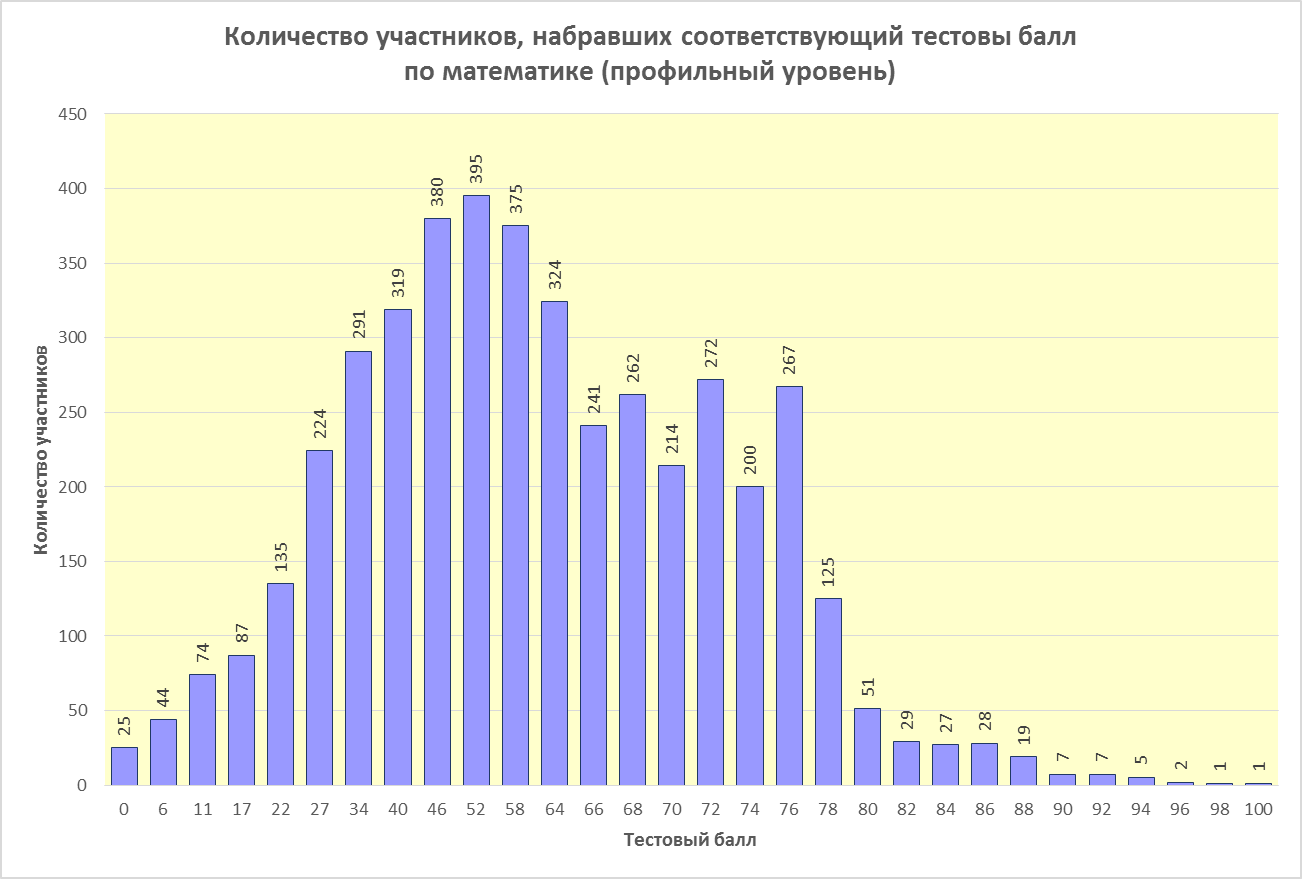 Количество участников, набравших соответствующий тестовы балл
по математике (профильный уровень)
Количество участников
450
400
350
300
250
200
150
100
50
0
25 44 74 87 135 224 291 319 380 395 375 324 241 262 214 272 200 267 125 51 29 27 28 19 7 7 5 2 1 1
0 6 11 17 22 27 34 40 46 52 58 64 66 68 70 72 74 76 78 80 82 84 86 88 90 92 94 96 98 100
Тестовый балл